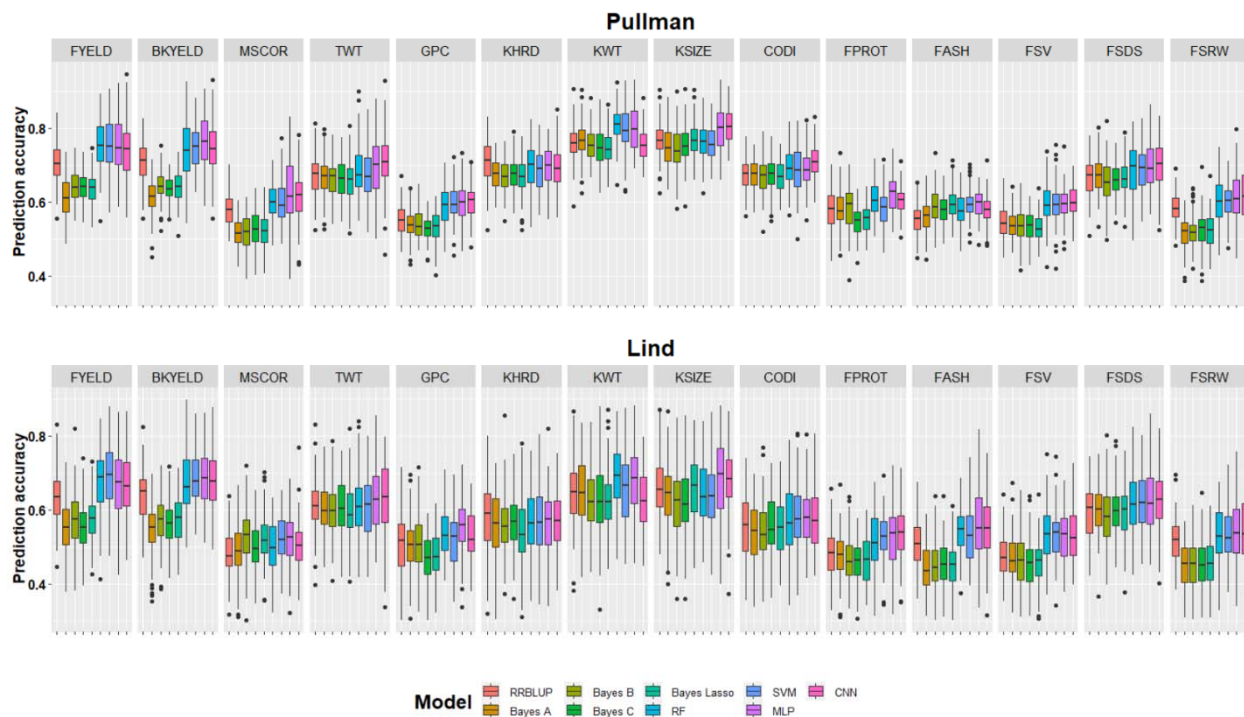 Pullman
FYELD BKYELD MSCOR TWT GPC KHRD KWT KSIZE CODI FPROT FASH FSV FSDS FSRW
Prediction accuracy
0.8
0.6
0.4
Lind
FYELD BKYELD MSCOR TWT GPC KHRD KWT KSIZE CODI FPROT FASH FSV FSDS FSRW
Prediction accuracy
0.8
0.6
0.4
Model
RRBLUP Bayes B Bayes Lasso SVM CNN
Bayes A Bayes C RF MLP